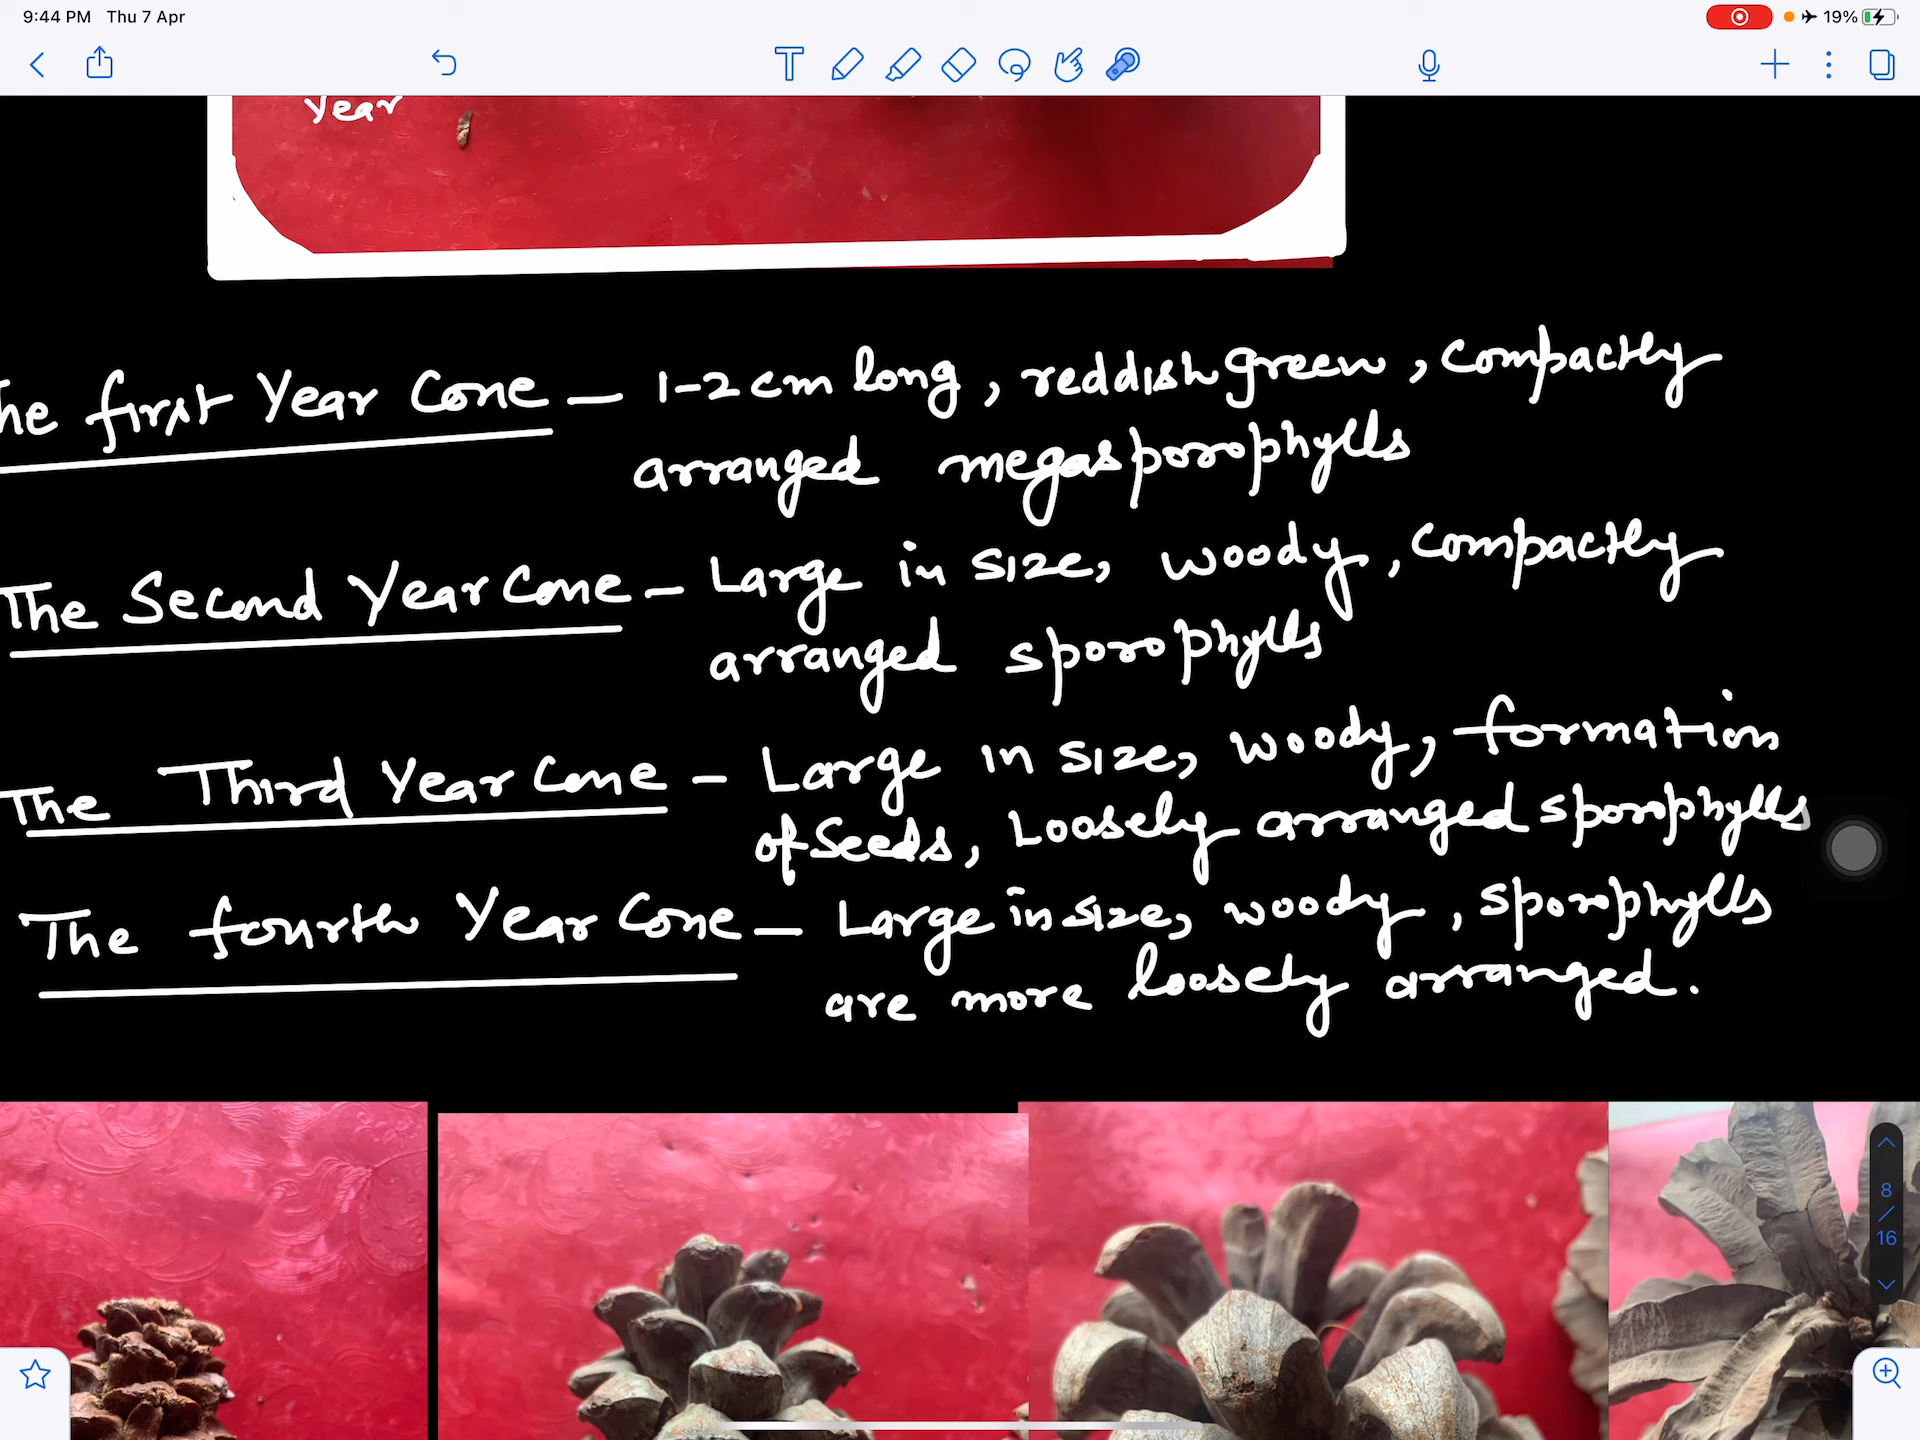 9:44 PM Thu 7 Apr
19%
Year
he first Year Cone — 1-2 cm long, reddish green, compactly
arranged megasporophylls
The Second Year Cone — Large in size, woody, compactly
arranged sporophylls
The Third Year Cone — Large in size, woody, formation
of Seeds, Loosely arranged sporophylls
The fourth Year Cone — Large in size, woody, sporophylls
are more loosely arranged.
8
/
16